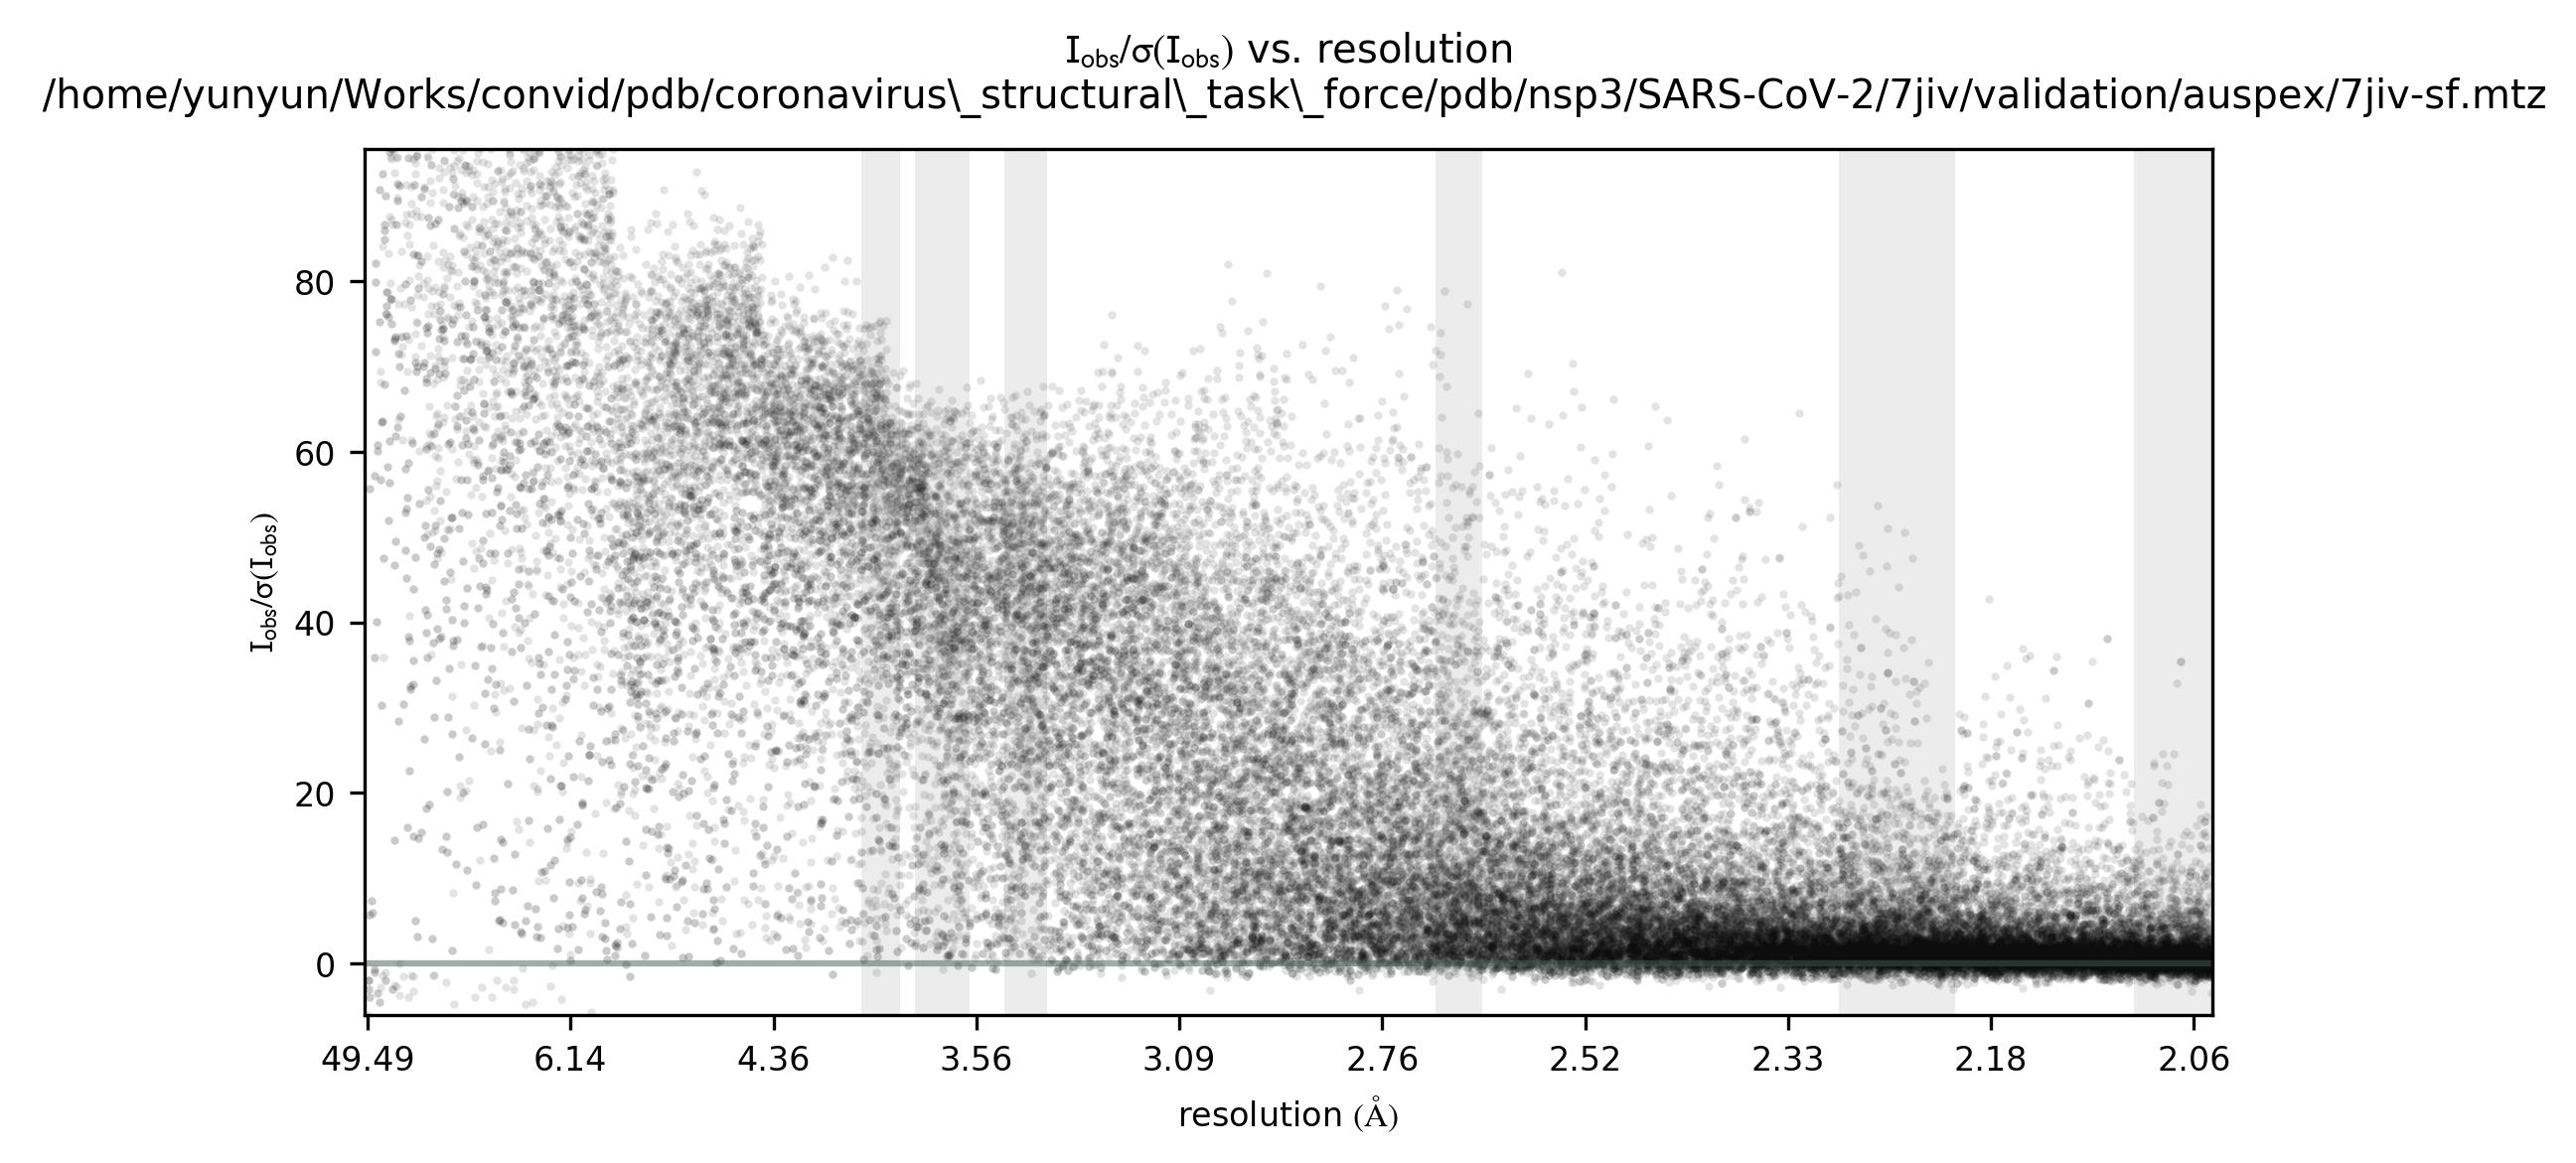 Iobs/σ(Iobs) vs. resolution
/home/yunyun/Works/convid/pdb/coronavirus\_structural\_task\_force/pdb/nsp3/SARS-CoV-2/7jiv/validation/auspex/7jiv-sf.mtz
80
60
40
20
0
Iobs/σ(Iobs)
49.49 6.14 4.36 3.56 3.09 2.76 2.52 2.33 2.18 2.06
resolution (Å)